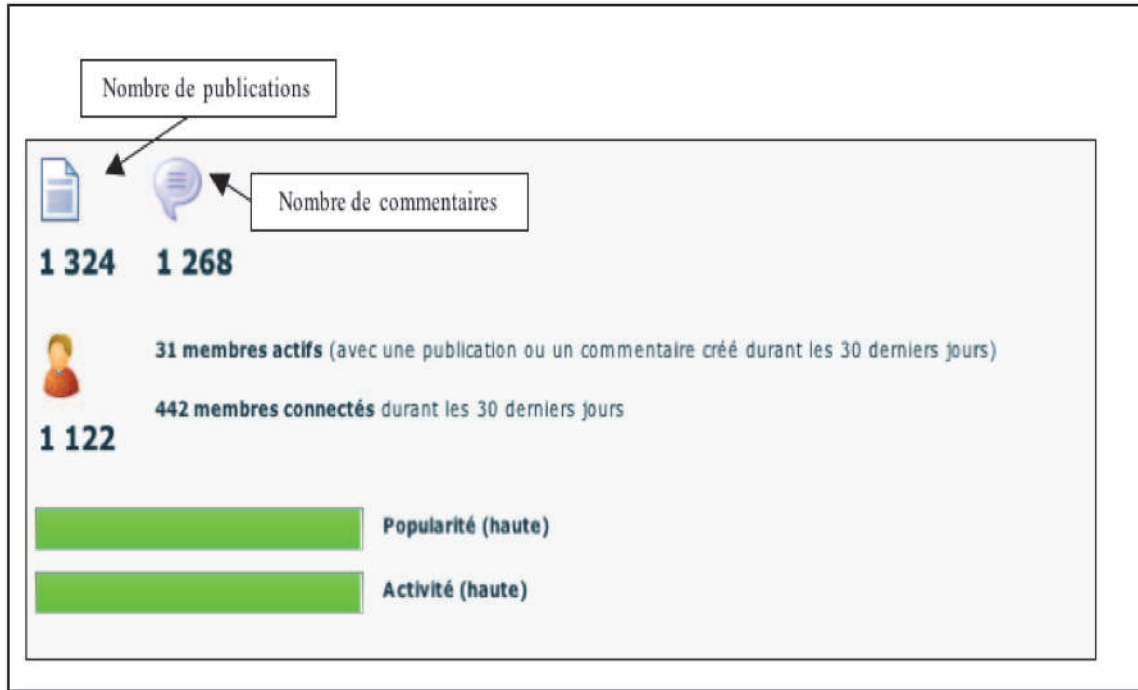 Nombre de publications
Nombre de commentaires
1 324 1 268
31 membres actifs (avec une publication ou un commentaire créé durant les 30 derniers jours)
442 membres connectés durant les 30 derniers jours
1 122
Popularité (haute)
Activité (haute)